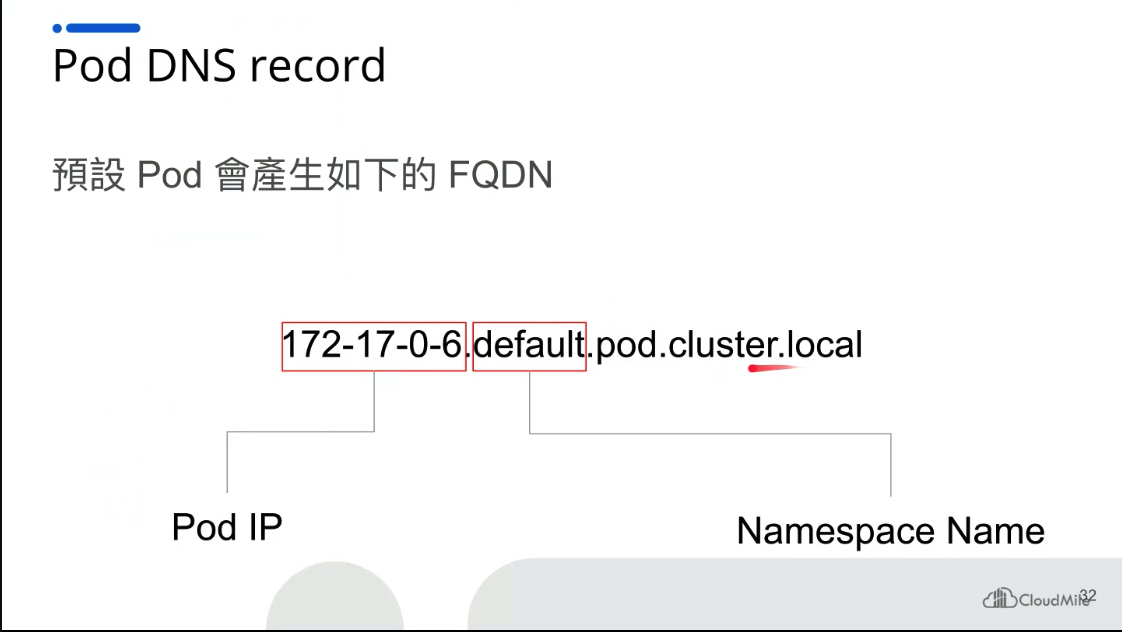 Pod DNS record
預設 Pod 會產生如下的 FQDN
172-17-0-6.default.pod.cluster.local
Pod IP
Namespace Name
CloudMile
32